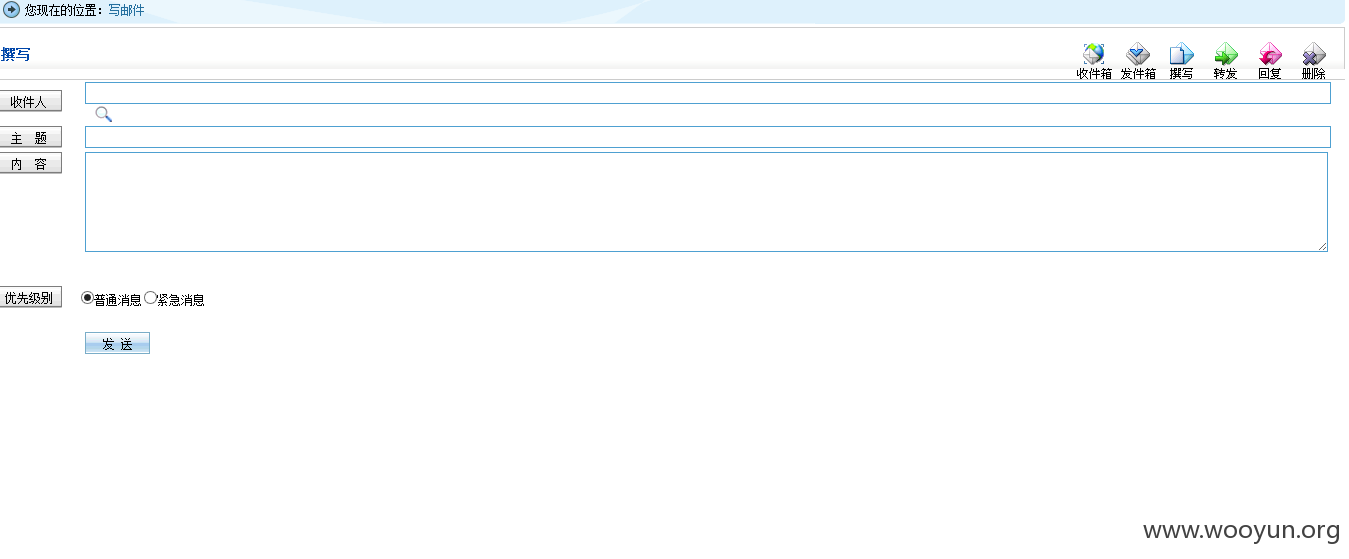 您现在的位置：写邮件
撰写
收件箱 发件箱 撰写 转发 回复 删除
收件人
主 题
内 容
优先级别 普通消息 紧急消息
发 送
www.wooyun.org